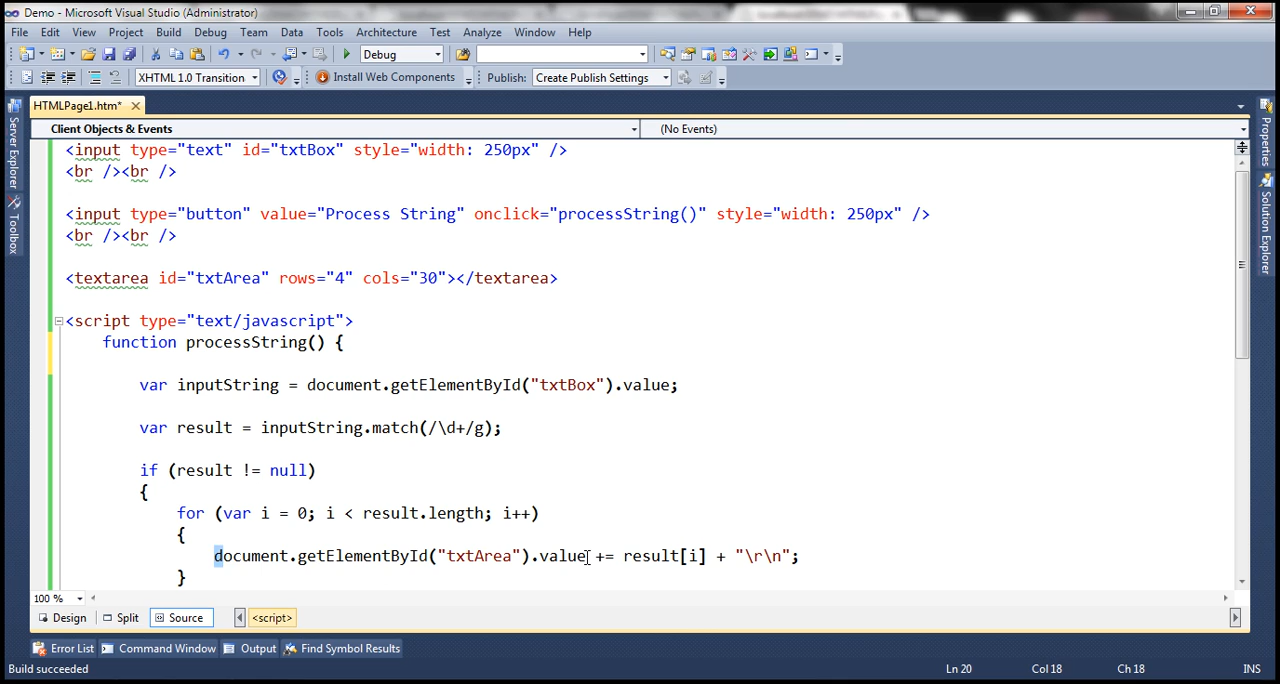 Demo - Microsoft Visual Studio (Administrator)
File Edit View Project Build Debug Team Data Tools Architecture Test Analyze Window Help
Debug
XHTML 1.0 Transition Install Web Components Publish: Create Publish Settings
HTMLPage1.htm*
Client Objects & Events (No Events)
Server Explorer
Toolbox
Properties
Solution Explorer
<input type="text" id="txtBox" style="width: 250px" />
<br /><br />
<input type="button" value="Process String" onclick="processString()" style="width: 250px" />
<br /><br />
<textarea id="txtArea" rows="4" cols="30"></textarea>
<script type="text/javascript">
function processString() {
var inputString = document.getElementById("txtBox").value;
var result = inputString.match(/\d+/g);
if (result != null)
{
for (var i = 0; i < result.length; i++)
{
document.getElementById("txtArea").value += result[i] + "\r\n";
}
100 %
Design Split Source <script>
Error List Command Window Output Find Symbol Results
Build succeeded Ln 20 Col 18 Ch 18 INS